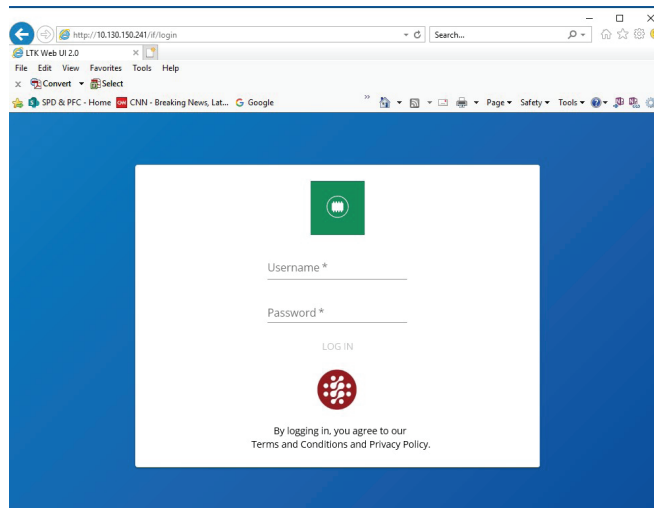 http://10.130.150.241/if/login
Search...
LTK Web UI 2.0
File Edit View Favorites Tools Help
x Convert Select
SPD & PFC - Home CNN - Breaking News, Lat... Google Page Safety Tools
Username *
Password *
LOG IN
By logging in, you agree to our
Terms and Conditions and Privacy Policy.